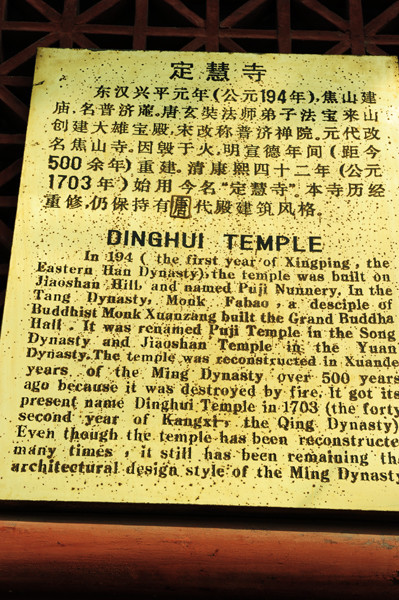 定慧寺
东汉兴平元年(公元194年),焦山建
庙,名普济庵。唐玄装法师弟子法宝来山
创建大雄宝殿,宋改称普济禅院。元代改
名焦山寺。因毁于火,明宣德年间(距今
500余年)重建。清康熙四十二年(公元
1703年)始用今名"定慧寺"。本寺历经
重修,仍保持有代殿建筑风格。
DINGHUI TEMPLE
In 194 ( the first year of Xingping , the
Eastern Han Dynasty), the temple was built on
Jiaoshan Hill, and named Puji Nunnery, In the
Tang Dynasty, Monk Fabao , a desciple of
Buddhist Monk Xuanzang built the Grand Buddha
Hall . It was renamed Puji Temple in the Song
Dynasty and Jiaoshan Temple in the Yuan
Dynasty. The temple was reconstructed in Xuande
years of the Ming Dynasty over 500 years
ago because it was destroyed by fire. It got its
present name Dinghui Temple in 1703 (the forty
second year of Kangxi , the Qing Dynasty)
Even though the temple has been reconstructe
many times , it still has been remaining th
architectural design style of the Ming Dynasty